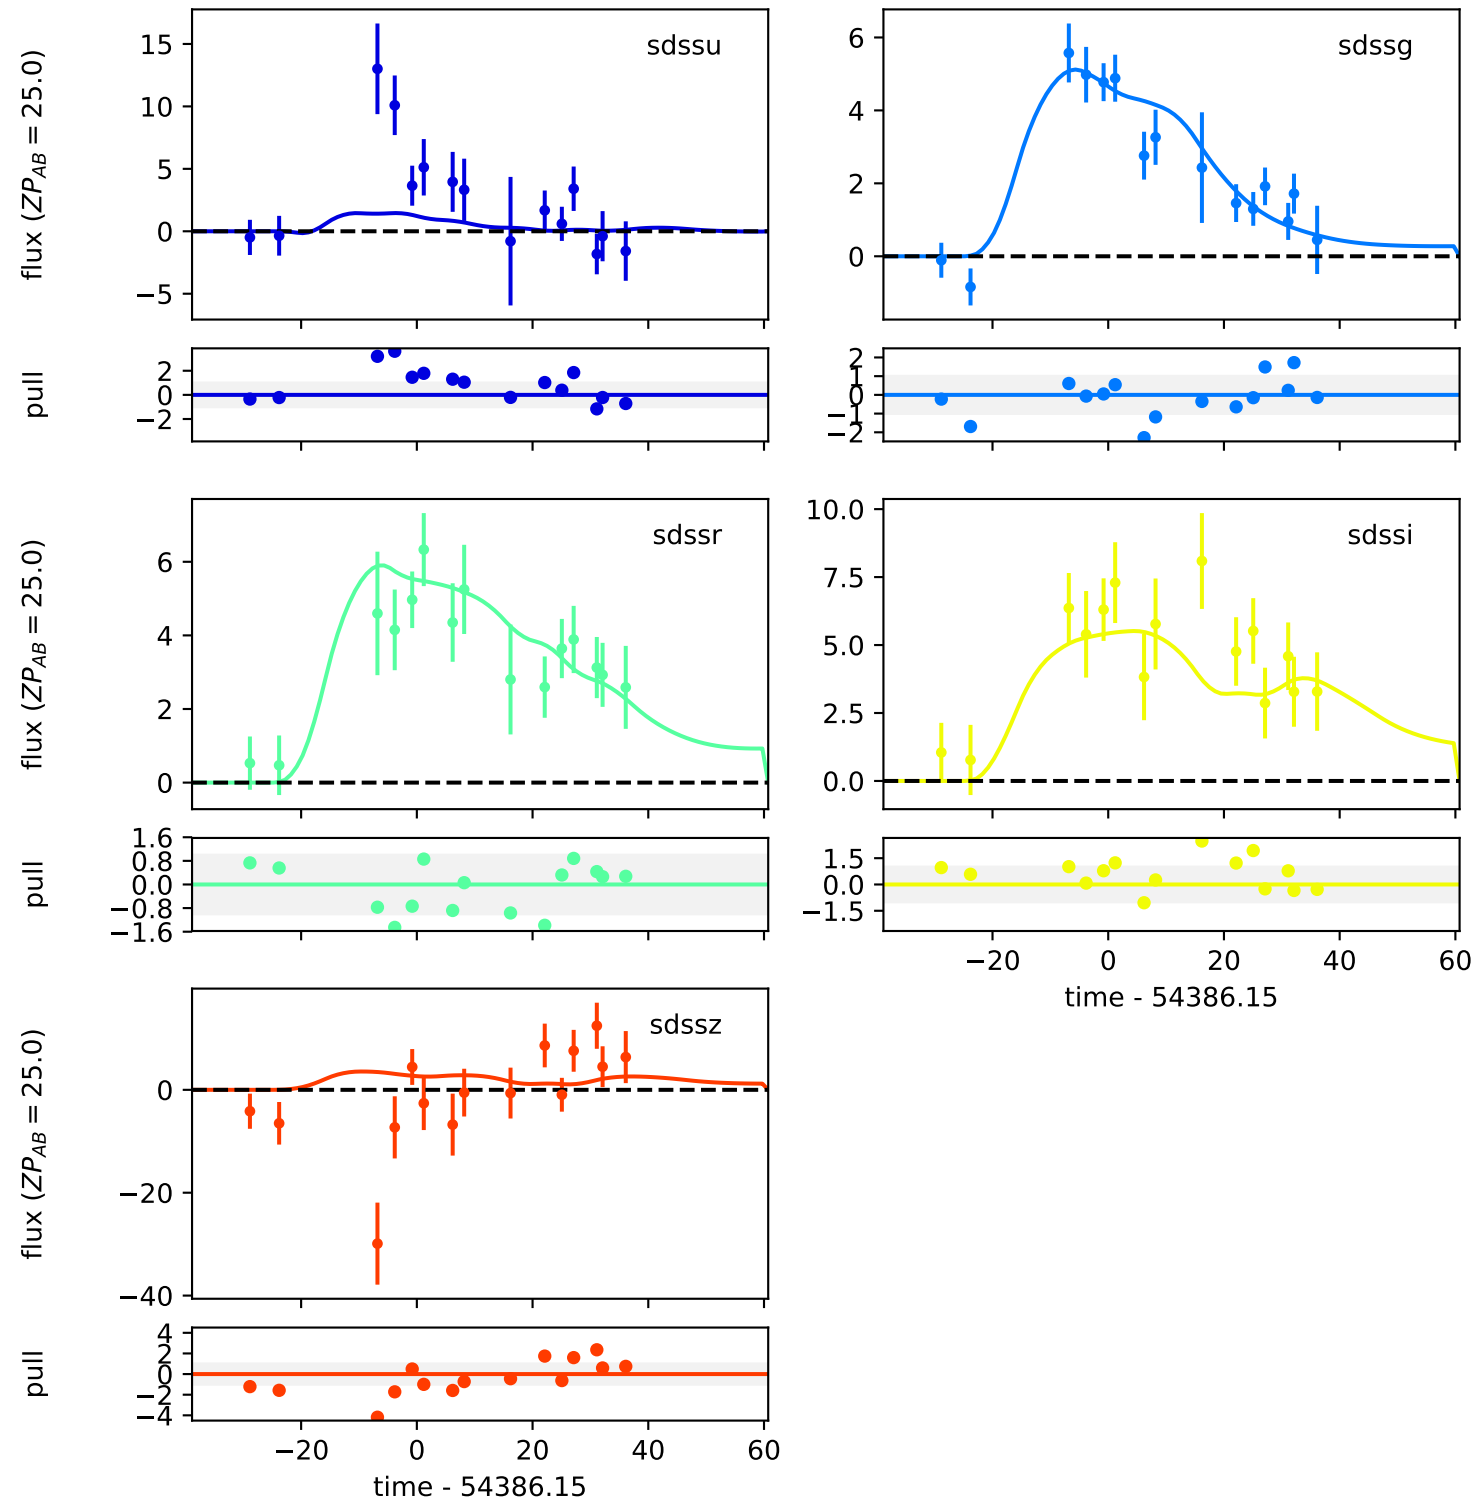 flux (ZP_AB = 25.0)
15
10
5
0
−5
sdssu
6
4
2
0
sdssg
pull
2
0
−2
2
1
0
−1
−2
flux (ZP_AB = 25.0)
6
4
2
0
sdssr
10.0
7.5
5.0
2.5
0.0
sdssi
pull
1.6
0.8
0.0
−0.8
−1.6
1.5
0.0
−1.5
−20 0 20 40 60
time - 54386.15
flux (ZP_AB = 25.0)
0
−20
−40
sdssz
pull
4
2
0
−2
−4
−20 0 20 40 60
time - 54386.15